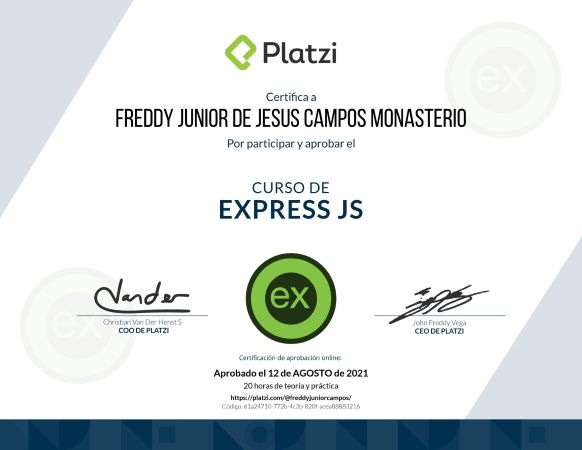 Platzi
Certifica a
FREDDY JUNIOR DE JESUS CAMPOS MONASTERIO
Por participar y aprobar el
CURSO DE
EXPRESS JS
ex
Christian Van Der Henst S
COO DE PLATZI
John Freddy Vega
CEO DE PLATZI
Certificación de aprobación online:
Aprobado el 12 de AGOSTO de 2021
20 horas de teoría y práctica
https://platzi.com/@freddyjuniorcampos/
Código: